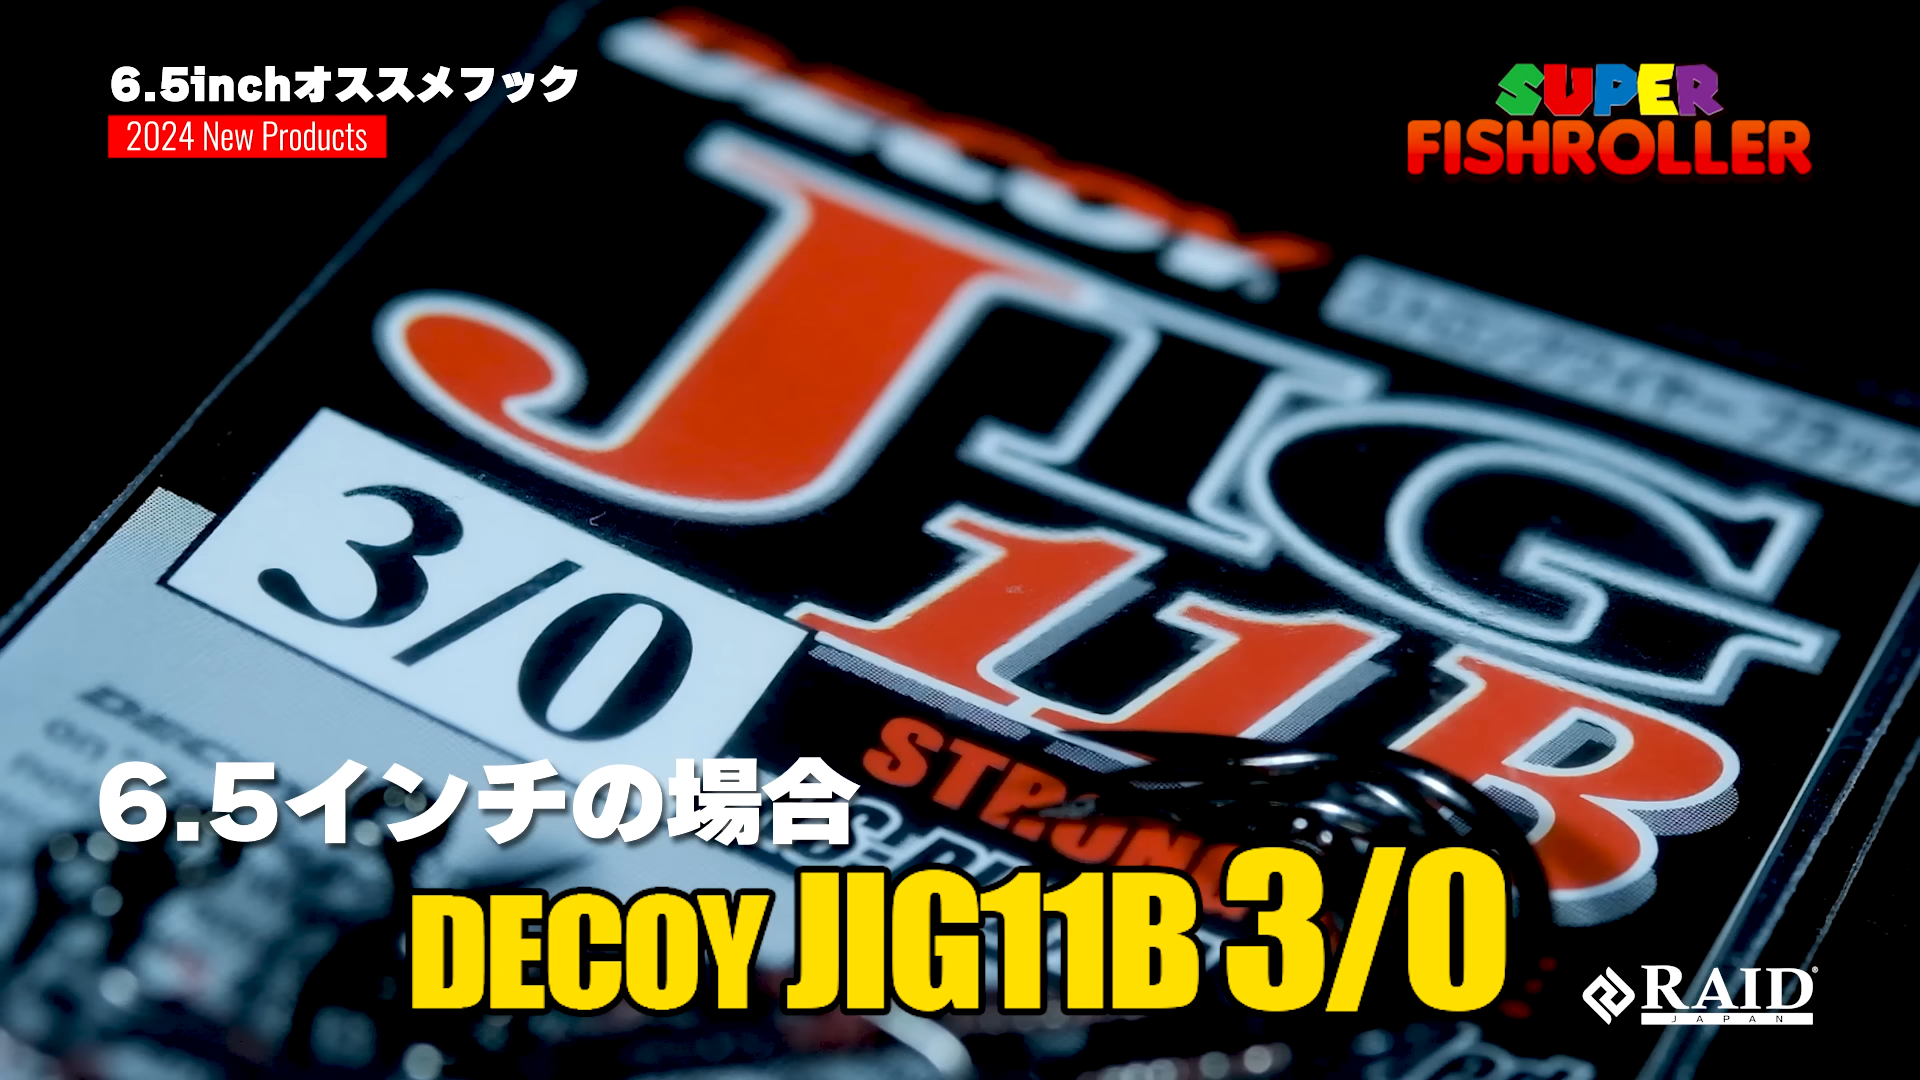 6.5inchオススメフック
2024 New Products
SUPER
FISHROLLER
DECOY
JIG
11B
3/0
STRONG
6.5インチの場合
DECOY JIG11B 3/0
RAID
JAPAN